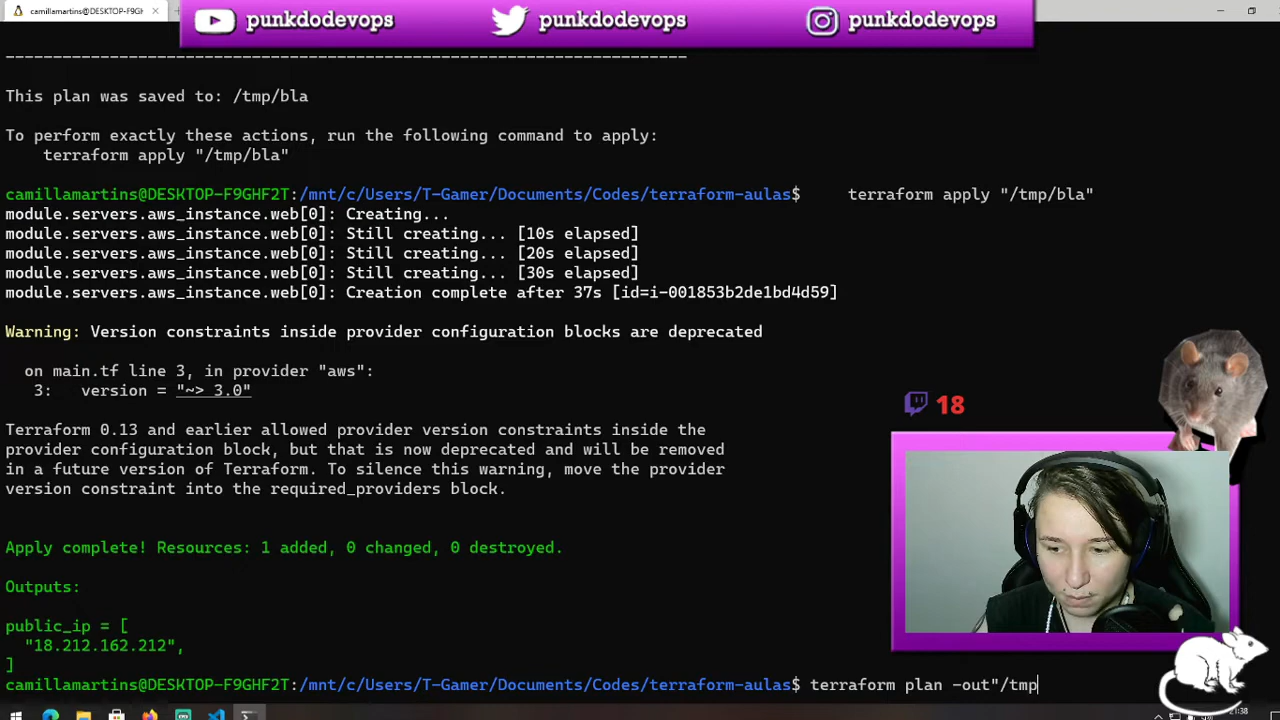 camillamartins@DESKTOP-F9GHF
punkdodevops
punkdodevops
punkdodevops
--------------------------------------------------------------------
This plan was saved to: /tmp/bla
To perform exactly these actions, run the following command to apply:
terraform apply "/tmp/bla"
camillamartins@DESKTOP-F9GHF2T:/mnt/c/Users/T-Gamer/Documents/Codes/terraform-aulas$     terraform apply "/tmp/bla"
module.servers.aws_instance.web[0]: Creating...
module.servers.aws_instance.web[0]: Still creating... [10s elapsed]
module.servers.aws_instance.web[0]: Still creating... [20s elapsed]
module.servers.aws_instance.web[0]: Still creating... [30s elapsed]
module.servers.aws_instance.web[0]: Creation complete after 37s [id=i-001853b2de1bd4d59]
Warning: Version constraints inside provider configuration blocks are deprecated
on main.tf line 3, in provider "aws":
3:   version = "~> 3.0"
18
Terraform 0.13 and earlier allowed provider version constraints inside the
provider configuration block, but that is now deprecated and will be removed
in a future version of Terraform. To silence this warning, move the provider
version constraint into the required_providers block.
Apply complete! Resources: 1 added, 0 changed, 0 destroyed.
Outputs:
public_ip = [
"18.212.162.212",
]
camillamartins@DESKTOP-F9GHF2T:/mnt/c/Users/T-Gamer/Documents/Codes/terraform-aulas$ terraform plan -out"/tmp
21:38